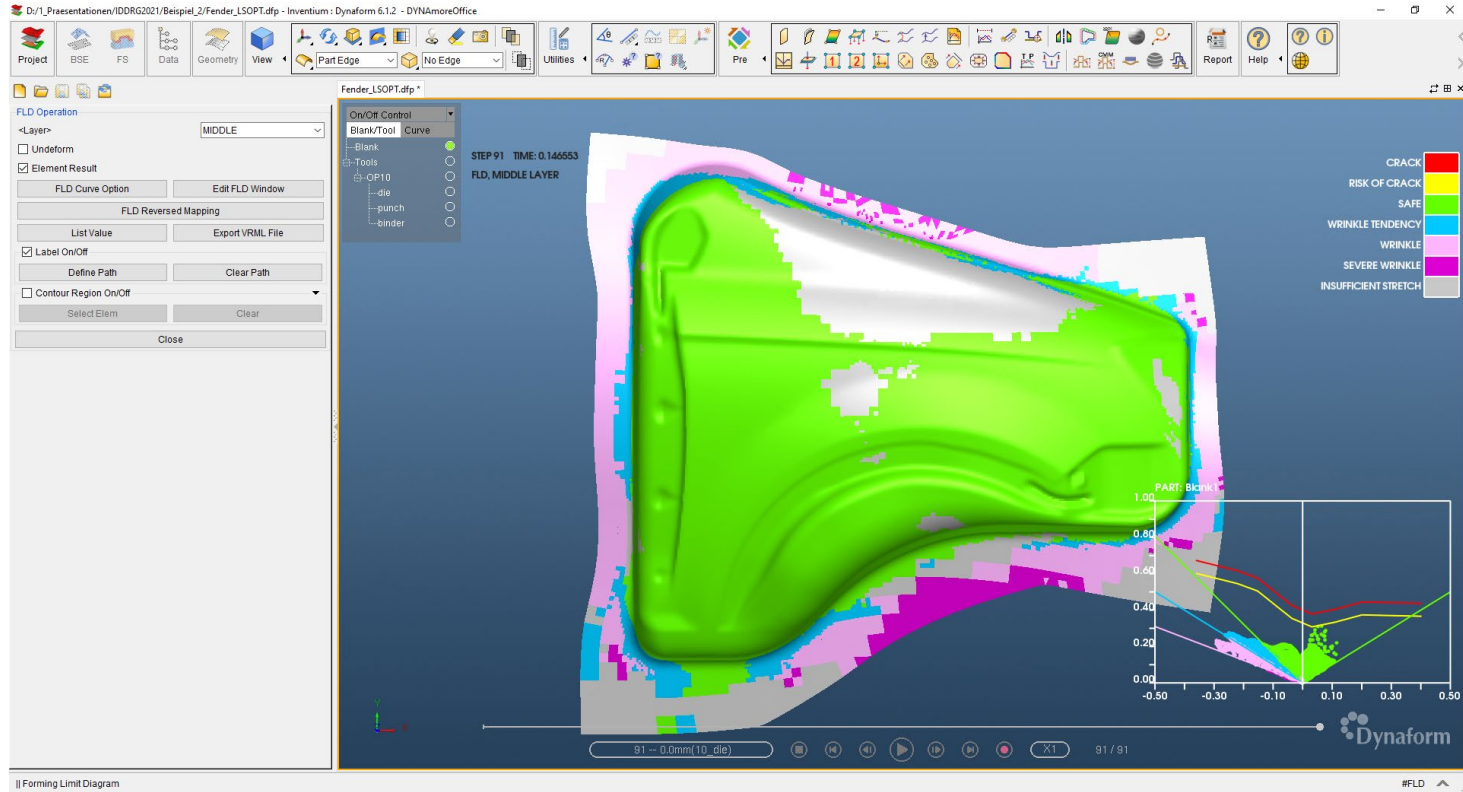 D:/1_Praesentationen/IDDRG2021/Beispiel_2/Fender_LSOPT.dfp - Inventium : Dynaform 6.1.2 - DYNAmoreOffice
Project
BSE
FS
Data
Geometry
View
Part Edge
No Edge
Utilities
Pre
Report
Help
Fender_LSOPT.dfp *
FLD Operation
<Layer>
MIDDLE
Undeform
Element Result
FLD Curve Option
Edit FLD Window
FLD Reversed Mapping
List Value
Export VRML File
Label On/Off
Define Path
Clear Path
Contour Region On/Off
Select Elem
Clear
Close
On/Off Control
Blank/Tool
Curve
Blank
Tools
OP10
die
punch
binder
STEP 91 TIME: 0.146553
FLD, MIDDLE LAYER
CRACK
RISK OF CRACK
SAFE
WRINKLE TENDENCY
WRINKLE
SEVERE WRINKLE
INSUFFICIENT STRETCH
PART: Blank1
1.00
0.80
0.60
0.40
0.20
0.00
-0.50
-0.30
-0.10
0.10
0.30
0.50
Dynaform
91 -- 0.0mm(10_die)
X1
91 / 91
|| Forming Limit Diagram
#FLD